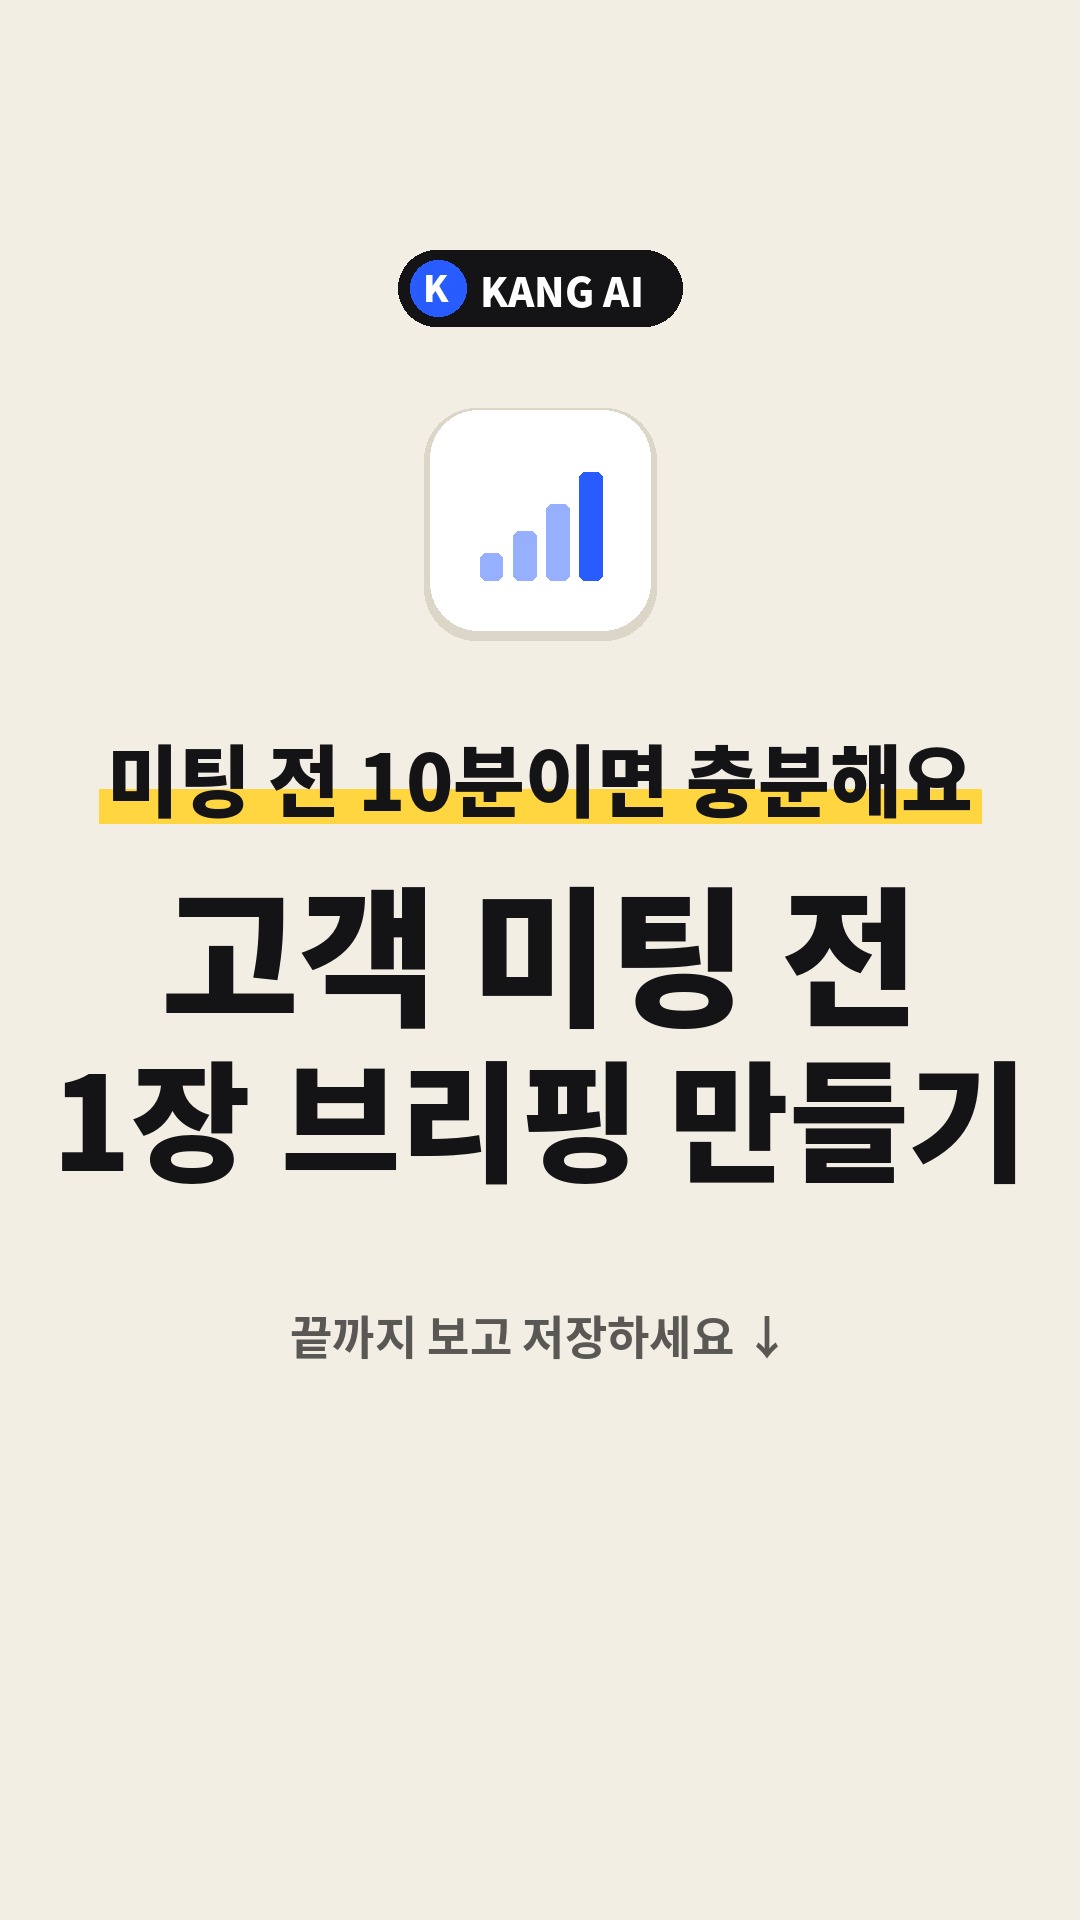 K KANG AI
미팅 전 10분이면 충분해요
고객 미팅 전
1장 브리핑 만들기
끝까지 보고 저장하세요 ↓